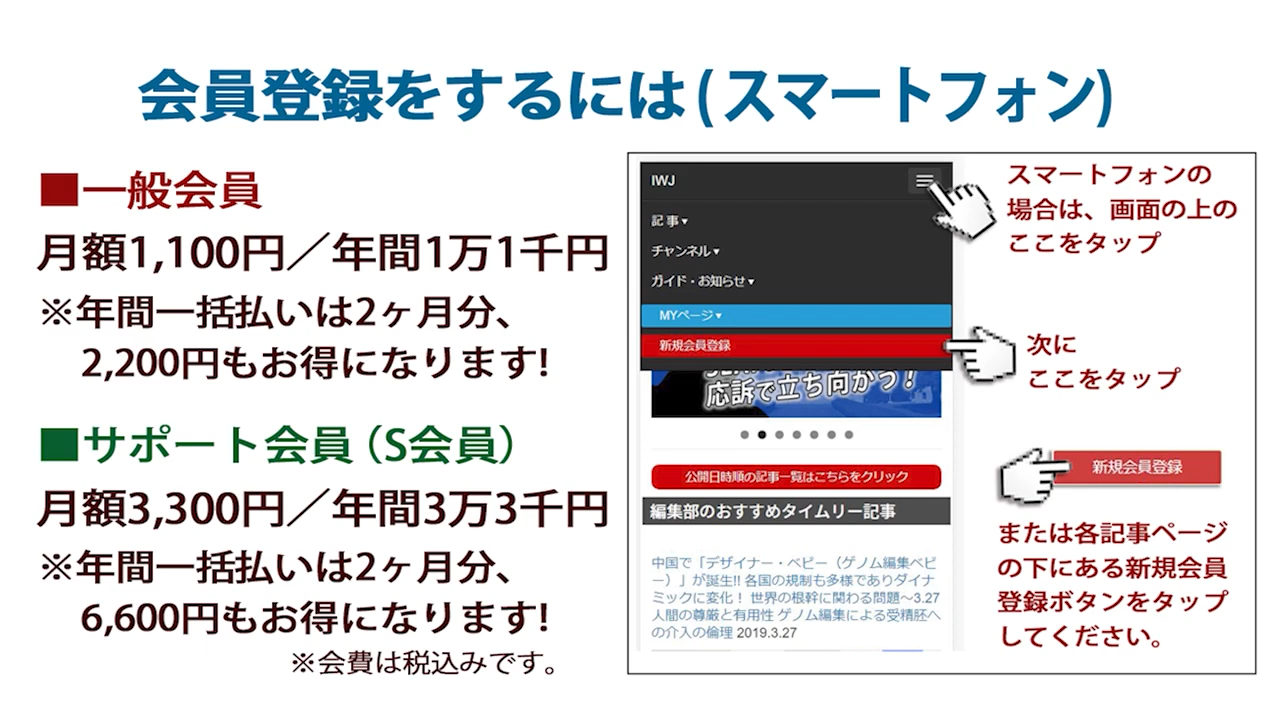 会員登録をするには(スマートフォン)
■一般会員
月額1,100円／年間1万1千円
※年間一括払いは2ヶ月分、
2,200円もお得になります!
■サポート会員（S会員）
月額3,300円／年間3万3千円
※年間一括払いは2ヶ月分、
6,600円もお得になります!
※会費は税込みです。
IWJ
記事▾
チャンネル▾
ガイド・お知らせ▾
MYページ▾
新規会員登録
応訴で立ち向かう！
公開日時順の記事一覧はこちらをクリック
編集部のおすすめタイムリー記事
中国で「デザイナー・ベビー（ゲノム編集ベビ
ー）」が誕生!! 各国の規制も多様でありダイナ
ミックに変化！ 世界の根幹に関わる問題～3.27
人間の尊厳と有用性 ゲノム編集による受精胚へ
の介入の倫理 2019.3.27
スマートフォンの
場合は、画面の上の
ここをタップ
次に
ここをタップ
新規会員登録
または各記事ページ
の下にある新規会員
登録ボタンをタップ
してください。